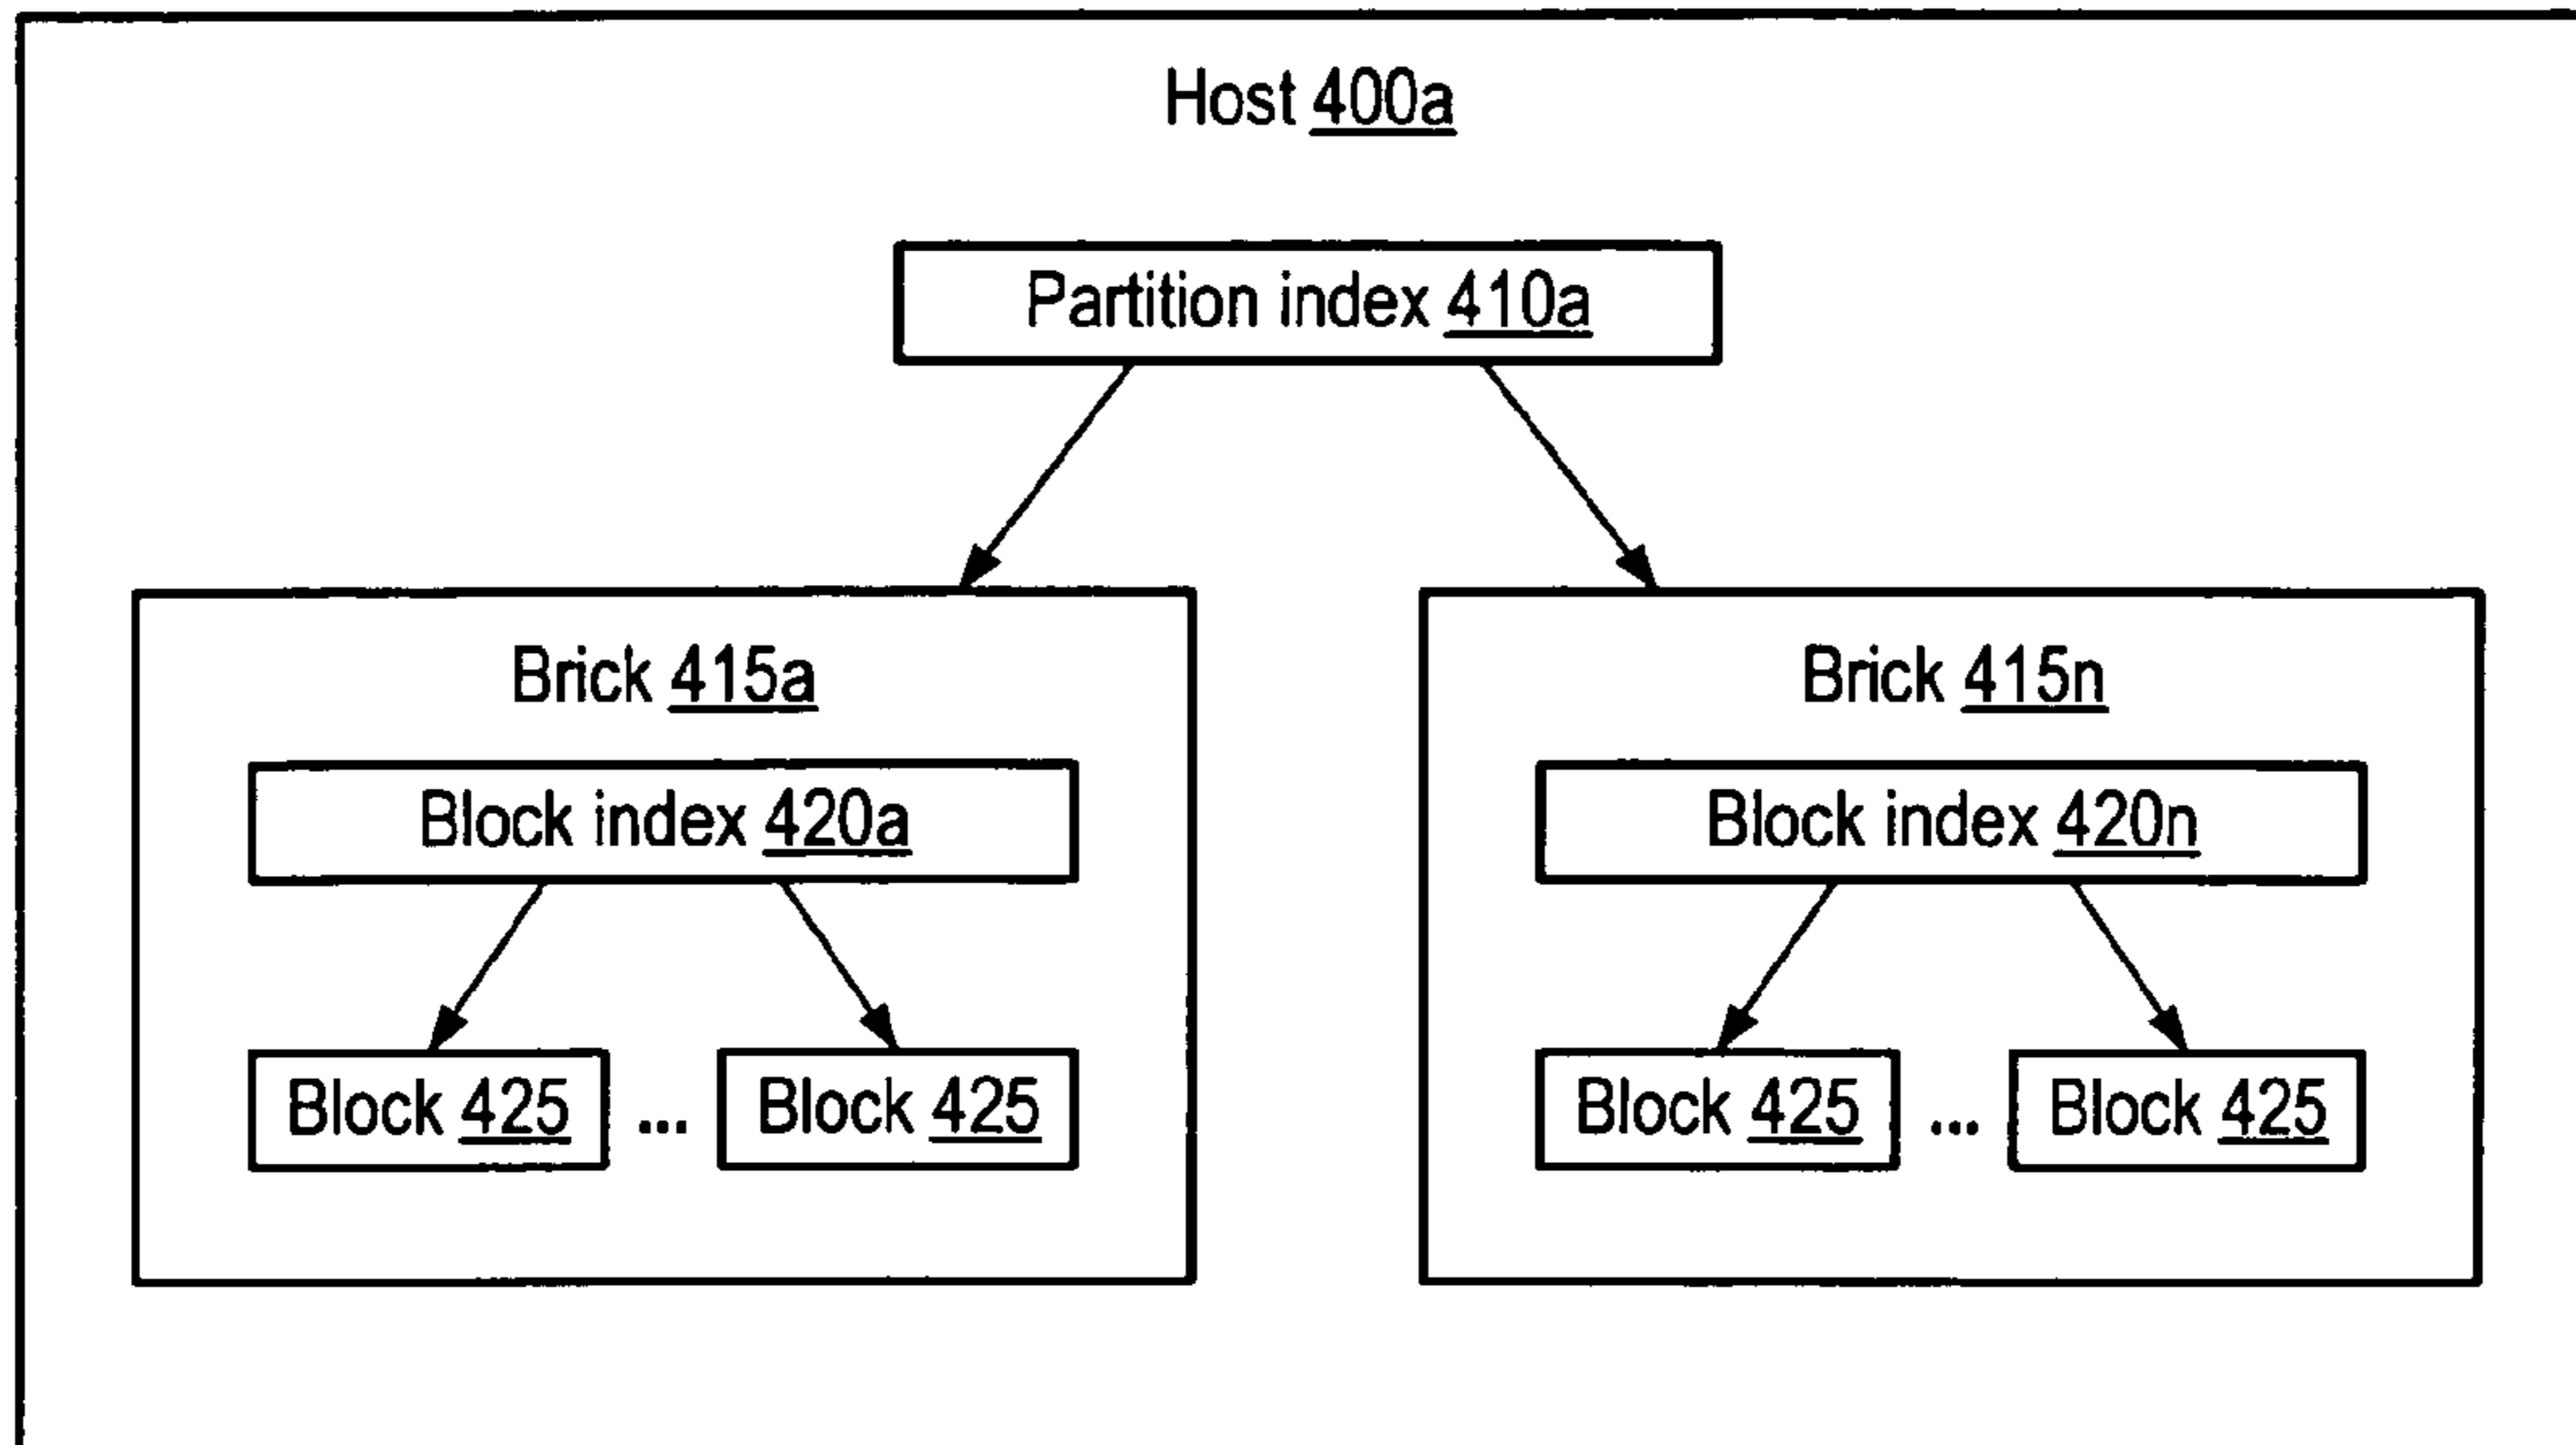 Host 400a
Partition index 410a
Brick 415a
Brick 415n
Block index 420a
Block index 420n
Block 425 ... Block 425
Block 425 ... Block 425